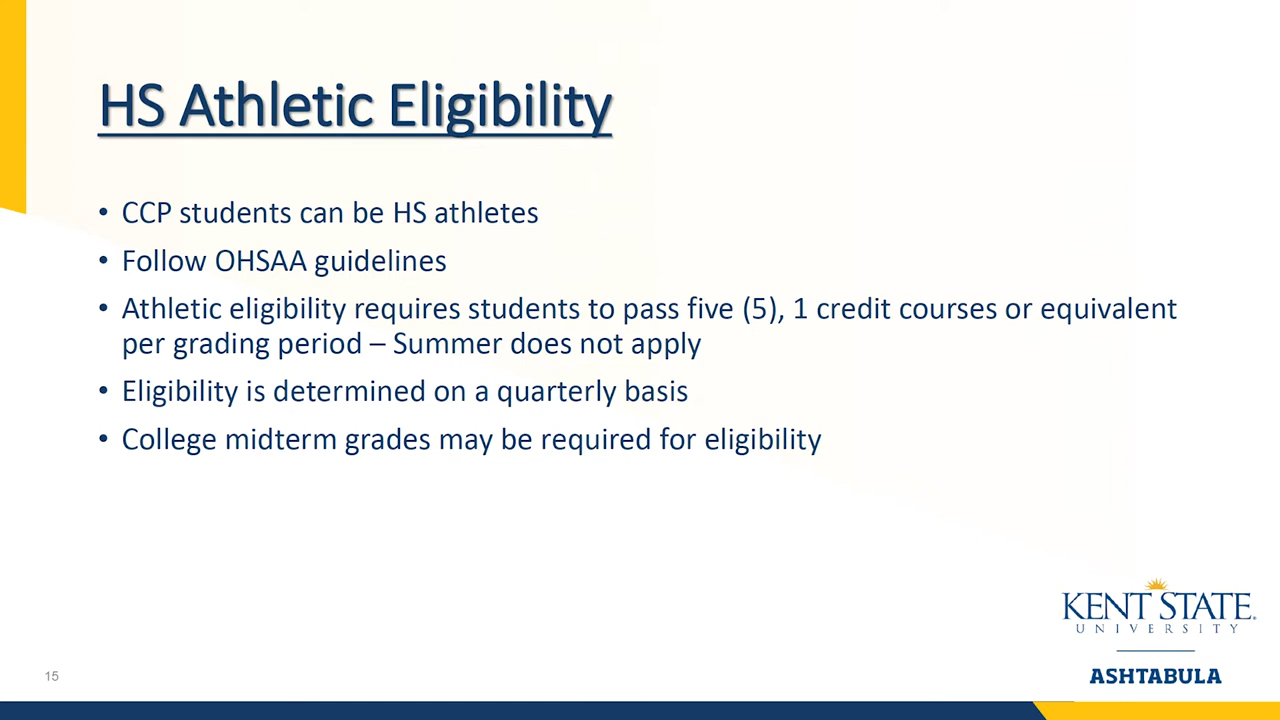 HS Athletic Eligibility
• CCP students can be HS athletes
• Follow OHSAA guidelines
• Athletic eligibility requires students to pass five (5), 1 credit courses or equivalent
per grading period – Summer does not apply
• Eligibility is determined on a quarterly basis
• College midterm grades may be required for eligibility
KENT STATE
UNIVERSITY
ASHTABULA
15